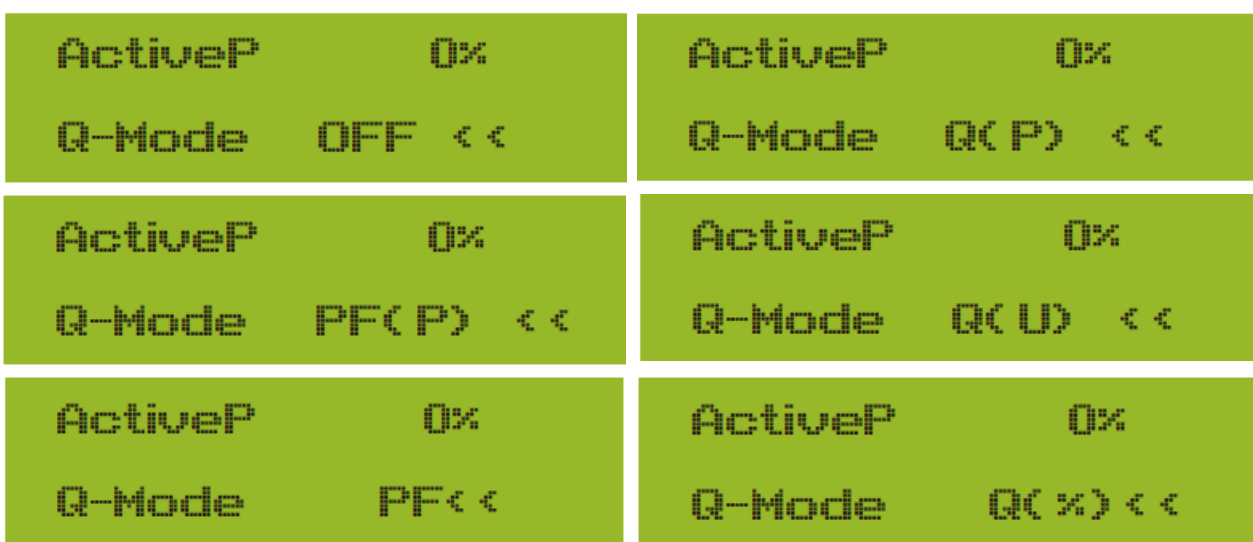 ActiveP 0%
Q-Mode OFF <<
ActiveP 0%
Q-Mode Q(P) <<
ActiveP 0%
Q-Mode PF(P) <<
ActiveP 0%
Q-Mode Q(U) <<
ActiveP 0%
Q-Mode PF<<
ActiveP 0%
Q-Mode Q(%)<<